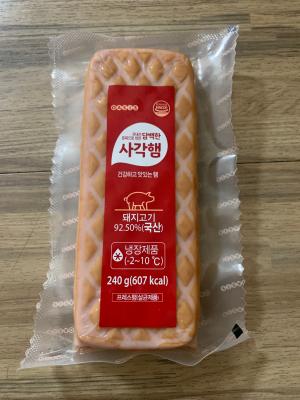 OASIS
HACCP
담백한
사각햄
건강하고 맛있는 햄
돼지고기
92.50%(국산)
냉장제품
(-2~10℃)
240 g(607 kcal)
프레스햄(살균제품)